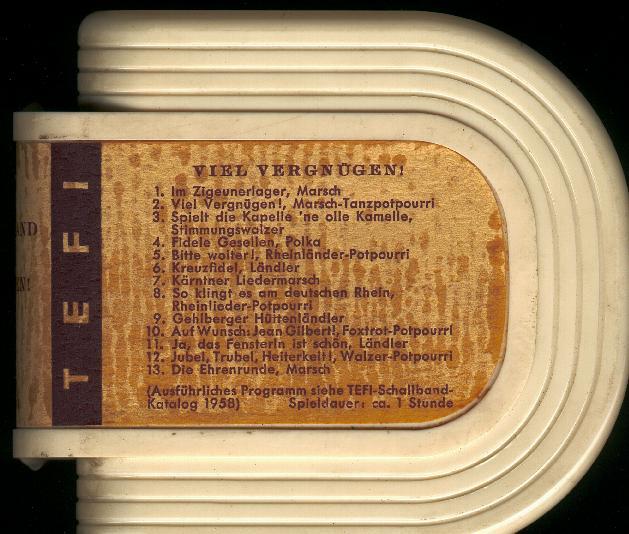 VIEL VERGNÜGEN!
1. Im Zigeunerlager, Marsch
2. Viel Vergnügen!, Marsch-Tanzpotpourri
3. Spielt die Kapelle 'ne olle Kamelle,
Stimmungswalzer
4. Fidele Gesellen, Polka
5. Bitte weiter!, Rheinländer-Potpourri
6. Kreuzfidel, Ländler
7. Kärntner Liedermarsch
8. So klingt es am deutschen Rhein,
Rheinlieder-Potpourri
9. Gehlberger Hüttenländler
10. Auf Wunsch: Jean Gilbert!, Foxtrot-Potpourri
11. Ja, das Fensterln ist schön, Ländler
12. Jubel, Trubel, Heiterkeit!, Walzer-Potpourri
13. Die Ehrenrunde, Marsch
(Ausführliches Programm siehe TEFI-Schallband-
Katalog 1958) Spieldauer: ca. 1 Stunde
TEFI